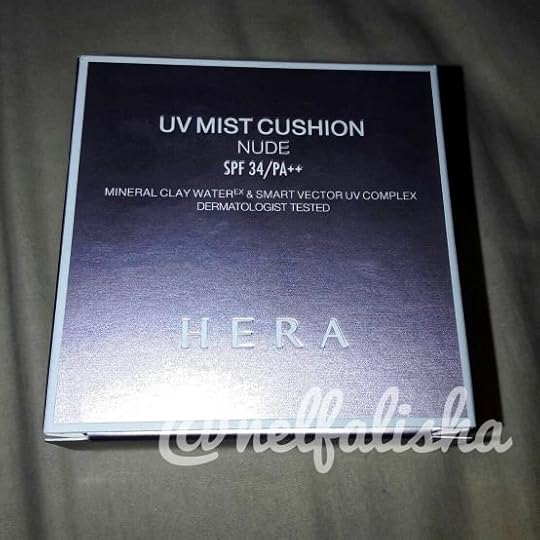 UV MIST CUSHION
NUDE
SPF 34/PA++
MINERAL CLAY WATEREX & SMART VECTOR UV COMPLEX
DERMATOLOGIST TESTED
HERA
@nelfalisha